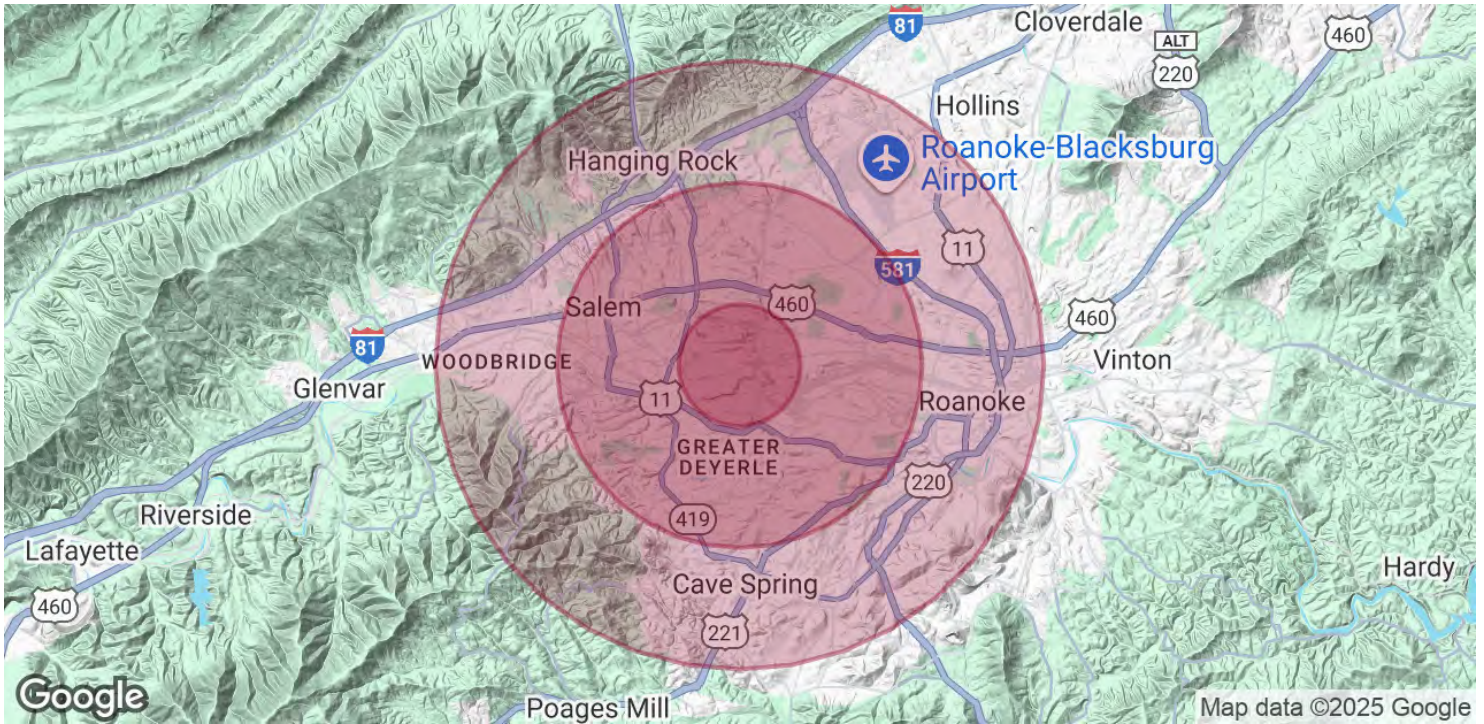 81
Cloverdale
460
ALT
220
Hollins
Roanoke-Blacksburg
Airport
Hanging Rock
11
581
Salem
460
460
81
WOODBRIDGE
Vinton
Glenvar
11
Roanoke
GREATER
DEYERLE
220
419
Riverside
Lafayette
Cave Spring
Hardy
460
221
Google
Poages Mill
Map data ©2025 Google